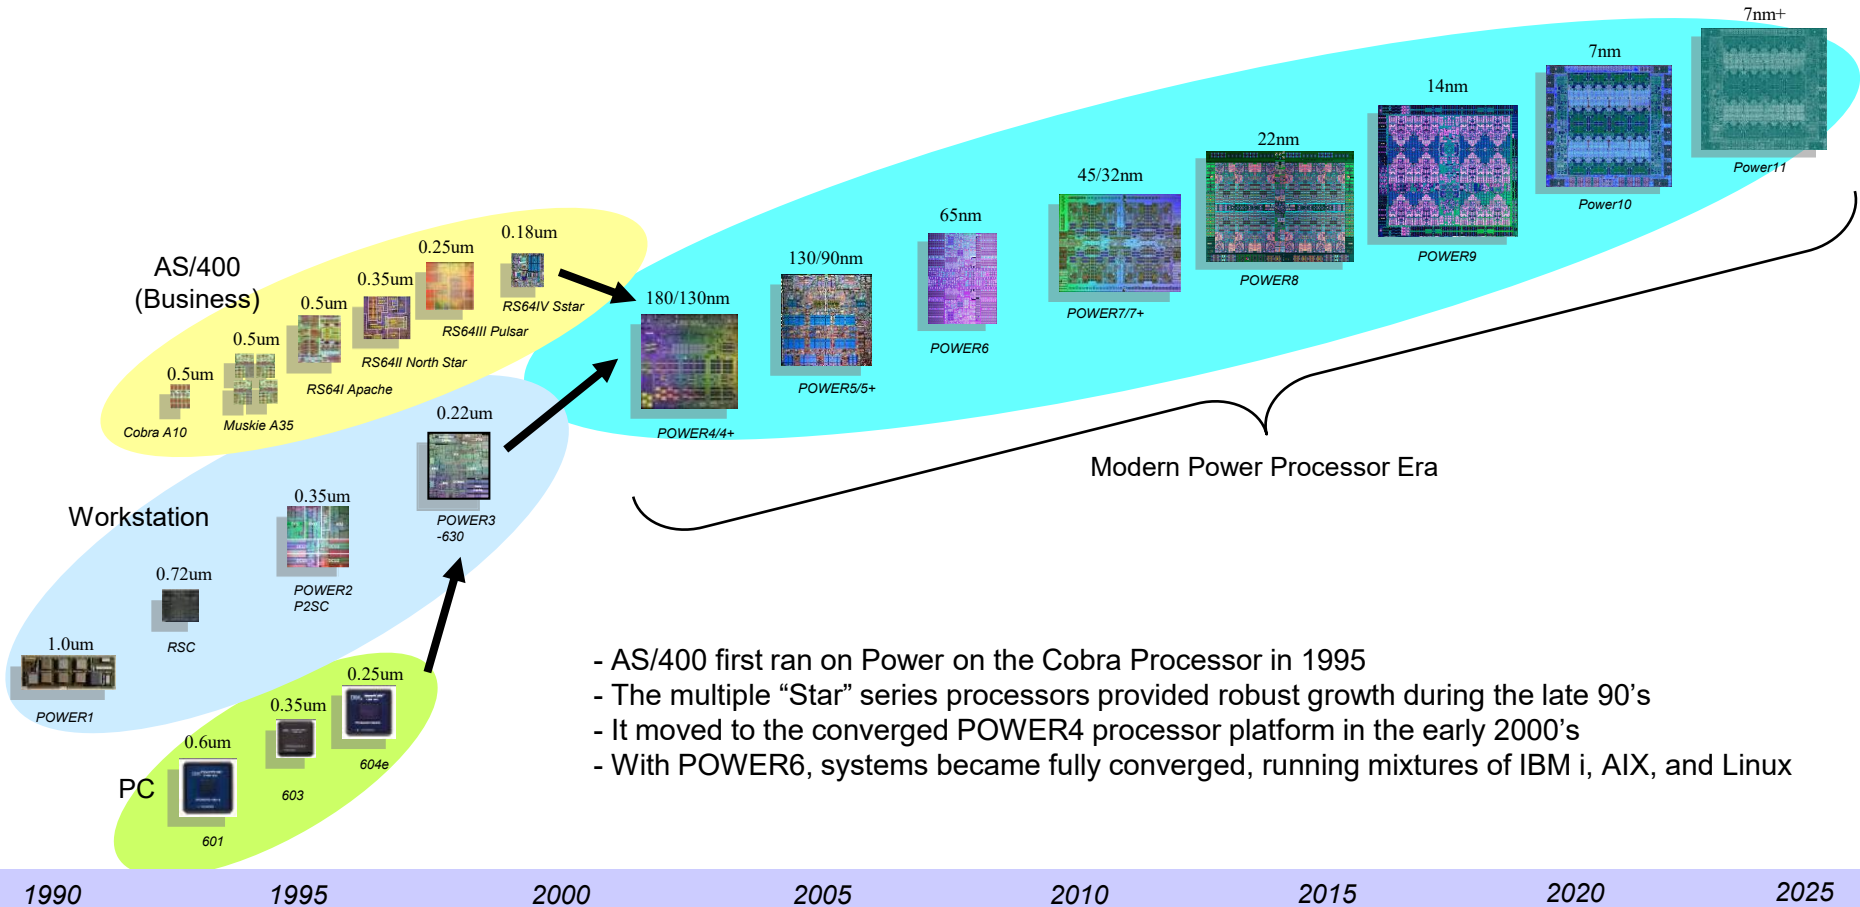 7nm+
7nm
14nm
22nm
45/32nm
65nm
130/90nm
180/130nm
Power11
Power10
POWER9
POWER8
POWER7/7+
POWER6
POWER5/5+
POWER4/4+
Modern Power Processor Era
AS/400
(Business)
0.18um
0.25um
0.35um
0.5um
0.5um
0.5um
RS64IV Sstar
RS64III Pulsar
RS64II North Star
RS64I Apache
Muskie A35
Cobra A10
Workstation
0.22um
0.35um
0.72um
1.0um
POWER3
-630
POWER2
P2SC
RSC
POWER1
PC
0.25um
0.35um
0.6um
604e
603
601
- AS/400 first ran on Power on the Cobra Processor in 1995
- The multiple “Star” series processors provided robust growth during the late 90’s
- It moved to the converged POWER4 processor platform in the early 2000’s
- With POWER6, systems became fully converged, running mixtures of IBM i, AIX, and Linux
1990 1995 2000 2005 2010 2015 2020 2025